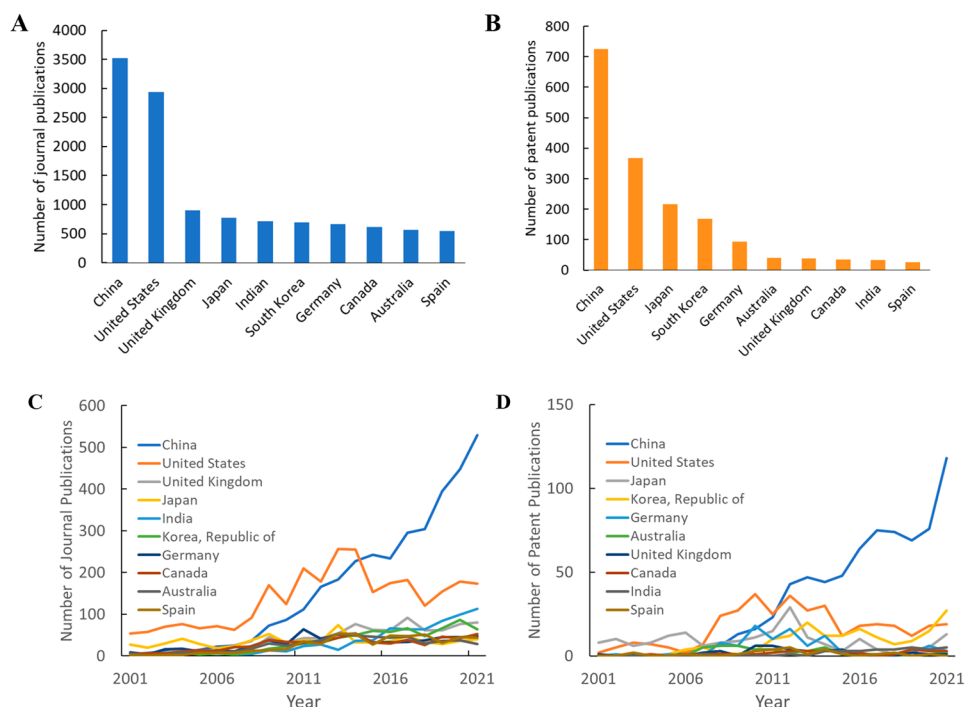 A
Number of journal publications
4000
3500
3000
2500
2000
1500
1000
500
0
China
United States
United Kingdom
Japan
Indian
South Korea
Germany
Canada
Australia
Spain
B
Number of patent publications
800
700
600
500
400
300
200
100
0
China
United States
Japan
South Korea
Germany
Australia
United Kingdom
Canada
India
Spain
C
Number of Journal Publications
600
500
400
300
200
100
0
China
United States
United Kingdom
Japan
India
Korea, Republic of
Germany
Canada
Australia
Spain
2001 2006 2011 2016 2021
Year
D
Number of Patent Publications
150
100
50
0
China
United States
Japan
Korea, Republic of
Germany
Australia
United Kingdom
Canada
India
Spain
2001 2006 2011 2016 2021
Year